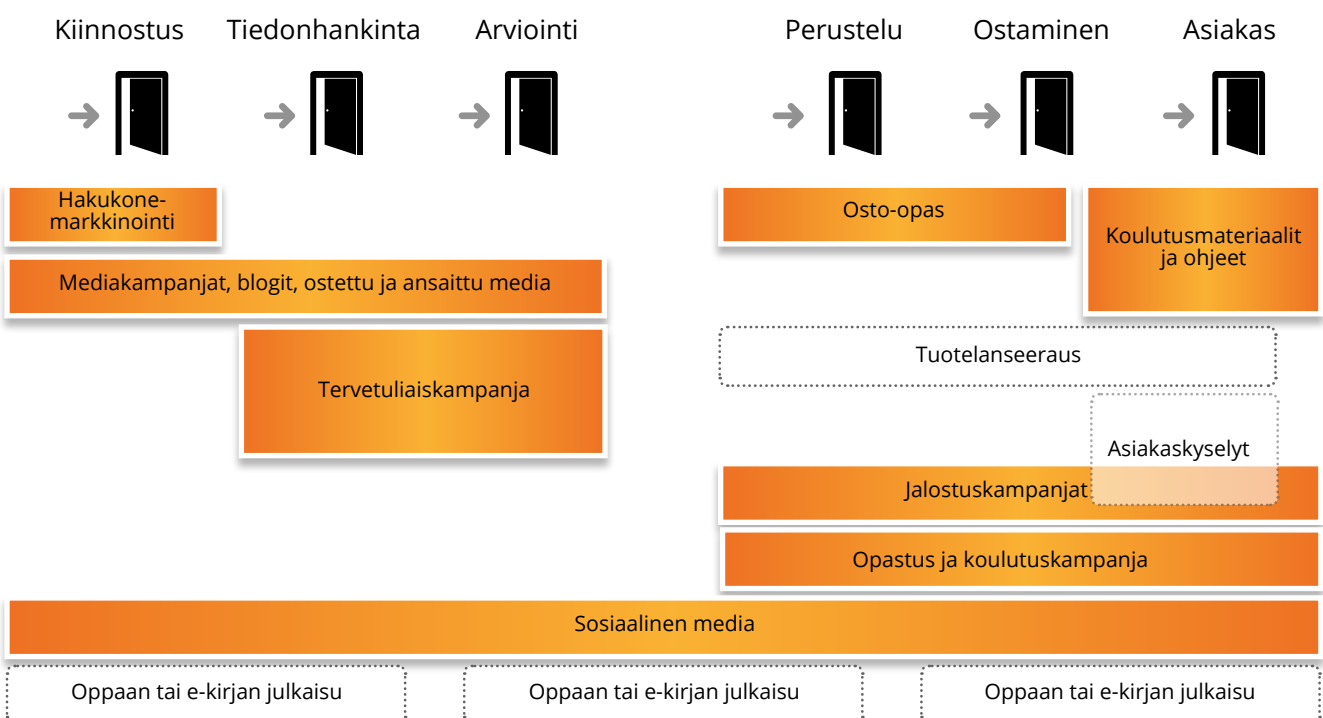 Kiinnostus
Tiedonhankinta
Arviointi
Perustelu
Ostaminen
Asiakas
Hakukone-
markkinointi
Osto-opas
Koulutusmateriaalit
ja ohjeet
Mediakampanjat, blogit, ostettu ja ansaittu media
Tuotelanseeraus
Tervetuliaiskampanja
Asiakaskyselyt
Jalostuskampanjat
Opastus ja koulutuskampanja
Sosiaalinen media
Oppaan tai e-kirjan julkaisu
Oppaan tai e-kirjan julkaisu
Oppaan tai e-kirjan julkaisu